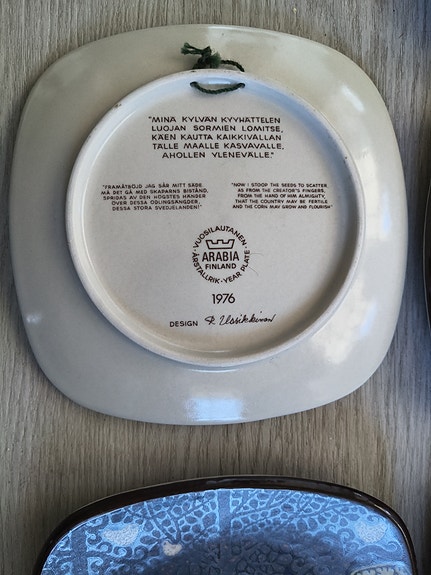 "MINÄ KYLVÄN KYYHÄTTELEN
LUOJAN SORMIEN LOMITSE,
KÄEN KAUTTA KAIKKIVALLAN
TÄLLE MAALLE KASVAVALLE,
AHOLLEN YLENEVÄLLE."
"FRAMÅTBÖJD JAG SÅR MITT SÄDE
MÅ DET GÅ MED SKAPARNS BISTÅND,
SPRIDAS AV DEN HÖGSTES HÄNDER
ÖVER DESSA ODLINGSÄNGDER,
DESSA STORA SVEDJELANDEN!"
"NOW I STOOP THE SEEDS TO SCATTER
AS FROM THE CREATOR'S FINGERS,
FROM THE HAND OF HIM ALMIGHTY,
THAT THE COUNTRY MAY BE FERTILE
AND THE CORN MAY GROW AND FLOURISH"
VUOSILAUTANEN
ARABIA
FINLAND
ÅRSTALLRIK · YEAR PLATE
1976
DESIGN R. Uosikkinen